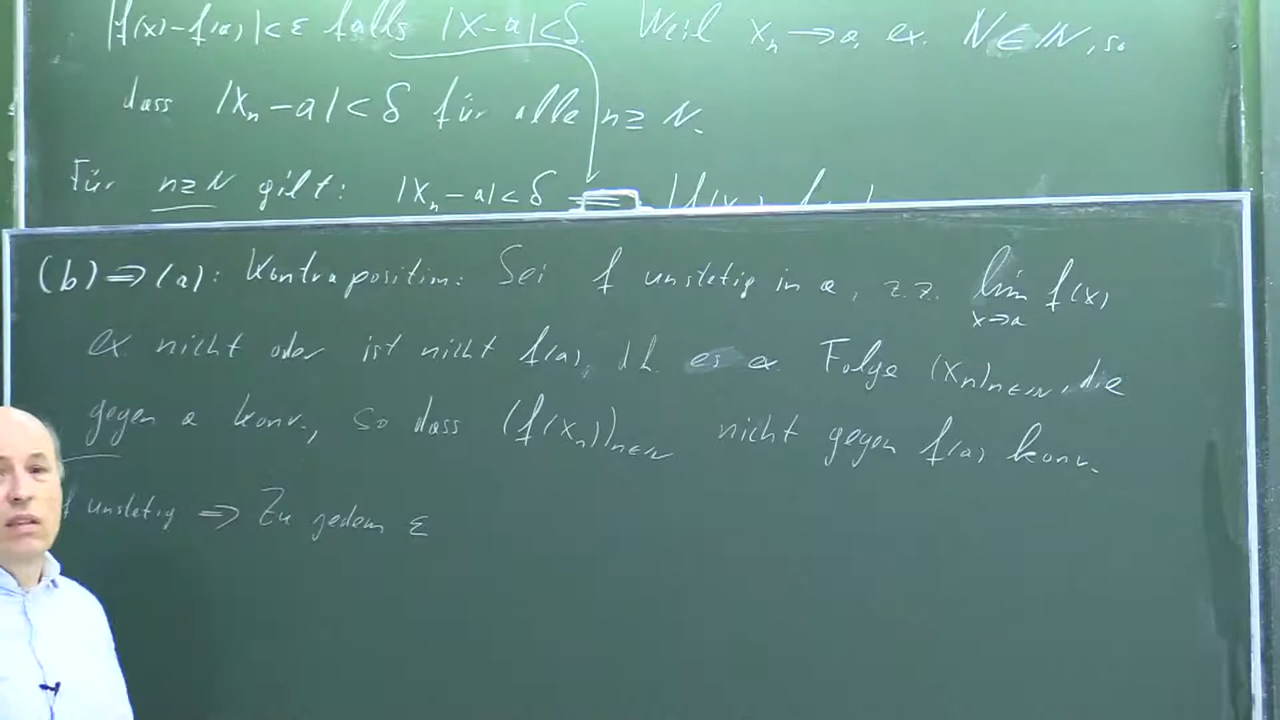 |f(x)-f(a)|<ε falls |x-a|<δ. Weil xₙ→a, ex. N∈ℕ, so
dass |xₙ-a|<δ für alle n≥N.
Für n≥N gilt: |xₙ-a|<δ
(b)⇒(a): Kontraposition: Sei f unstetig in a, z.z. lim_{x→a} f(x)
ex. nicht oder ist nicht f(a), d.h. es ex. Folge (xₙ)ₙ∈ℕ, die
gegen a konv., so dass (f(xₙ))ₙ∈ℕ nicht gegen f(a) konv.
f unstetig ⇒ Zu jedem ε